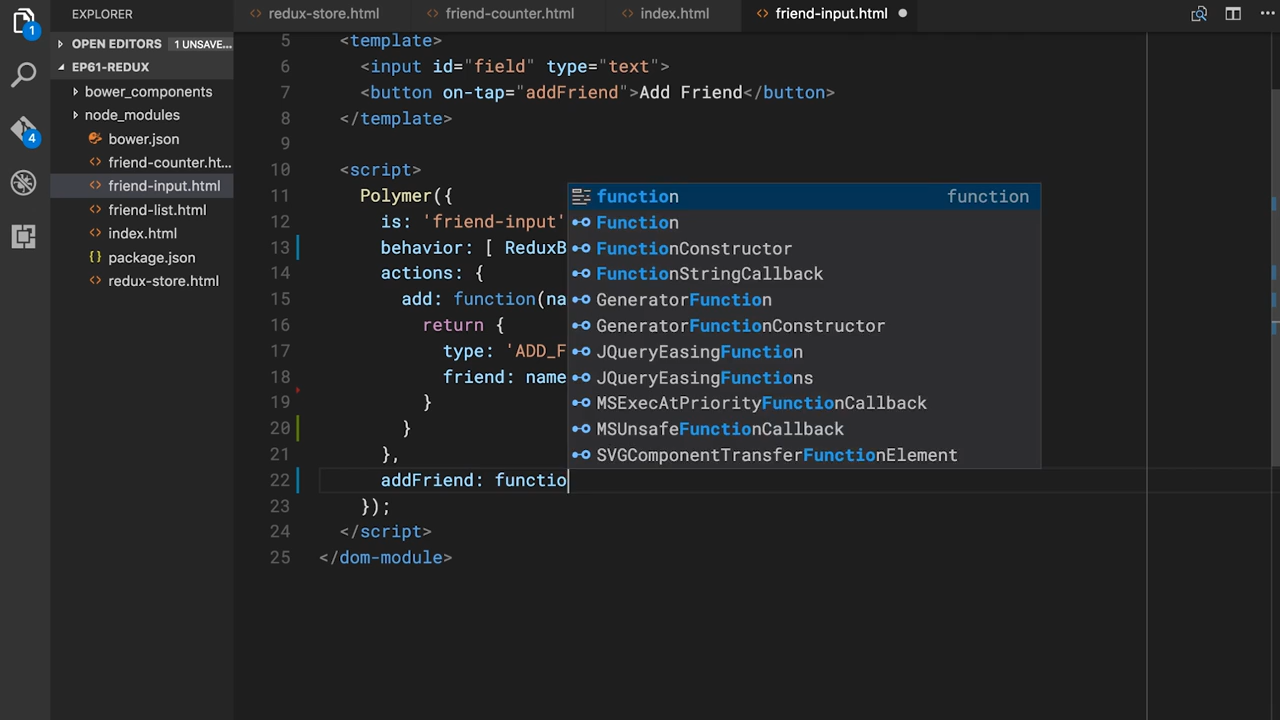 EXPLORER
redux-store.html
friend-counter.html
index.html
friend-input.html
1
OPEN EDITORS
1 UNSAVE...
EP61-REDUX
bower_components
node_modules
4
bower.json
friend-counter.ht...
friend-input.html
friend-list.html
index.html
{} package.json
redux-store.html
5 <template>
6 <input id="field" type="text">
7 <button on-tap="addFriend">Add Friend</button>
8 </template>
9
10 <script>
11 Polymer({
12 is: 'friend-input'
13 behavior: [ ReduxB
14 actions: {
15 add: function(na
16 return {
17 type: 'ADD_F
18 friend: name
19 }
20 }
21 },
22 addFriend: functio
23 });
24 </script>
25 </dom-module>
function function
Function
FunctionConstructor
FunctionStringCallback
GeneratorFunction
GeneratorFunctionConstructor
JQueryEasingFunction
JQueryEasingFunctions
MSExecAtPriorityFunctionCallback
MSUnsafeFunctionCallback
SVGComponentTransferFunctionElement